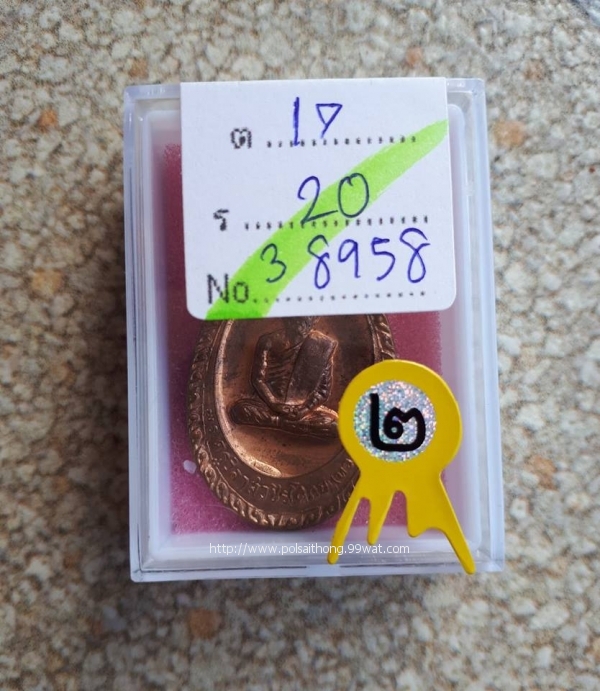 ต ........ 17 ........
ร ........ 20 ........
No. 38958
๒
http://www.polsaithong.99wat.com